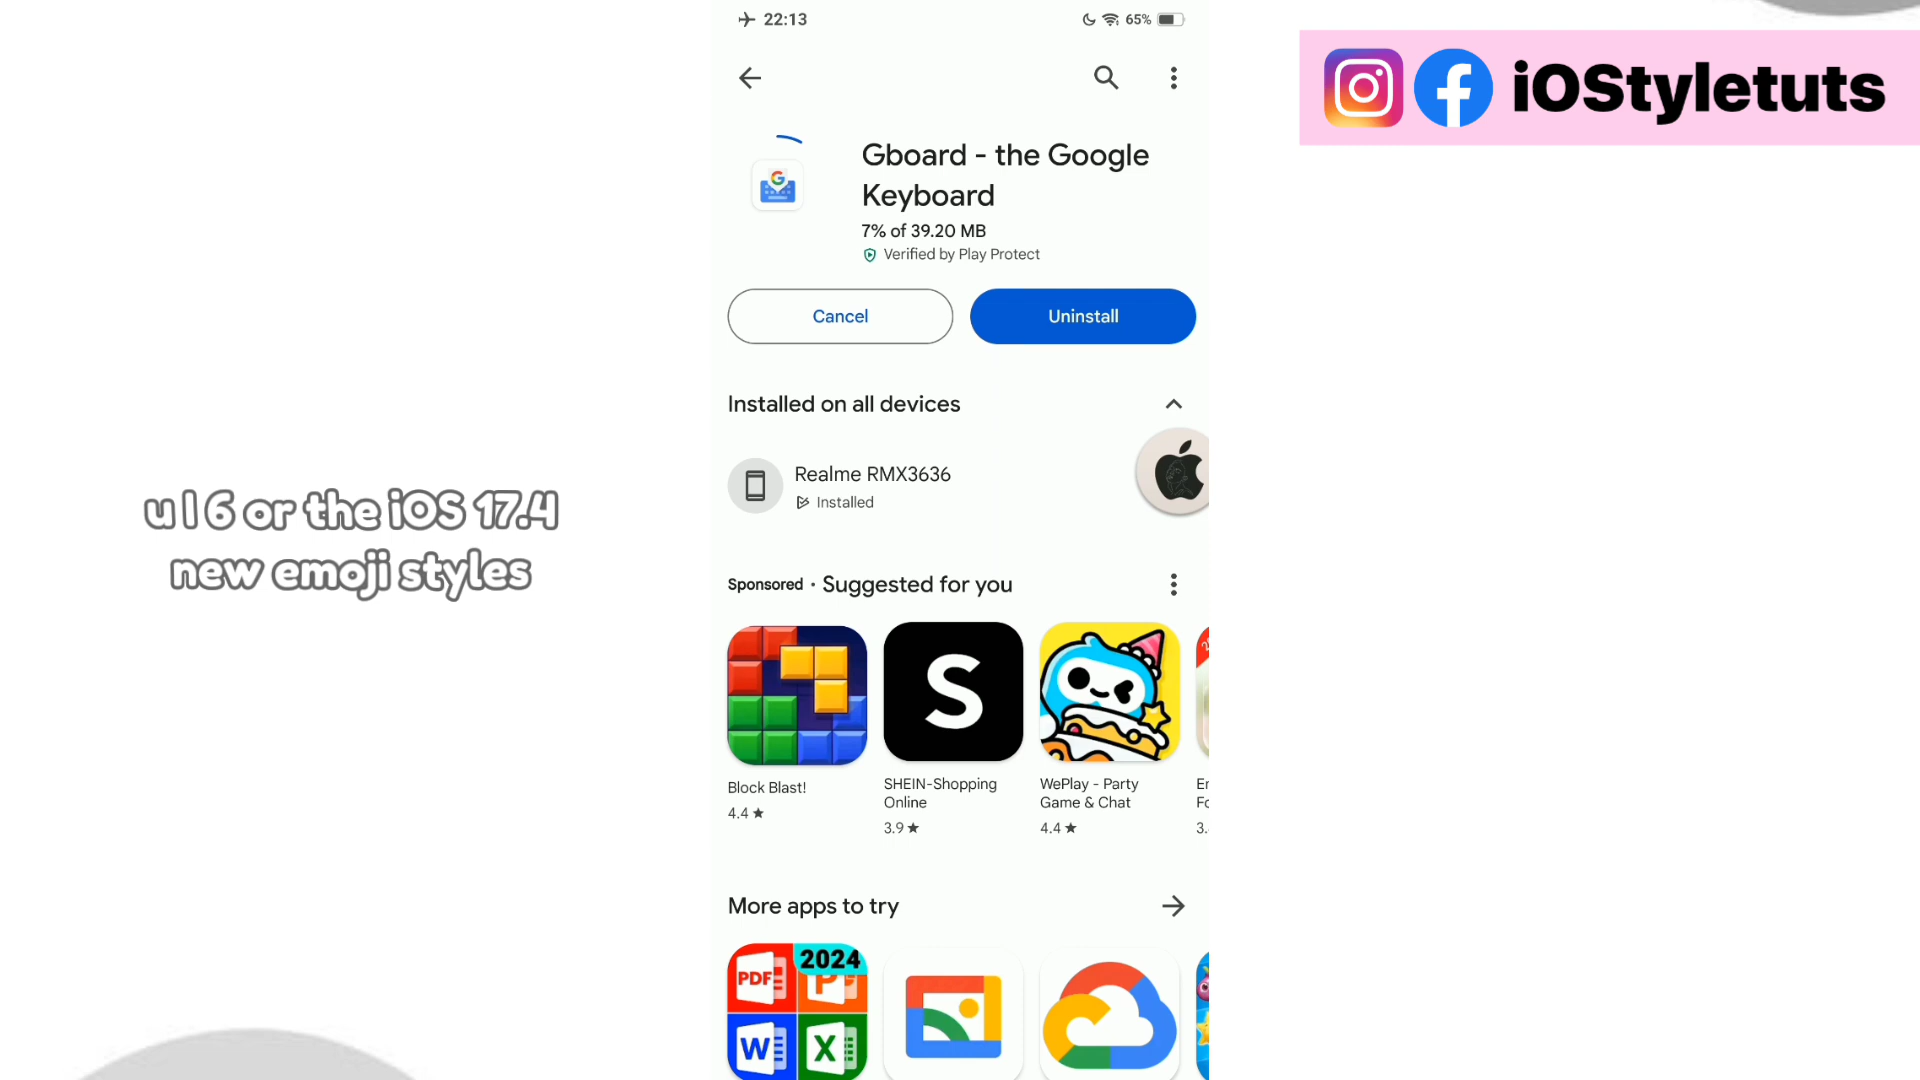 22:13
65%
iOStyletuts
Gboard - the Google
Keyboard
7% of 39.20 MB
Verified by Play Protect
Cancel
Uninstall
Installed on all devices
Realme RMX3636
Installed
u16 or the iOS 17.4
new emoji styles
Sponsored · Suggested for you
Block Blast!
4.4 ★
SHEIN-Shopping
Online
3.9 ★
WePlay - Party
Game & Chat
4.4 ★
More apps to try
PDF
2024
P
W
X